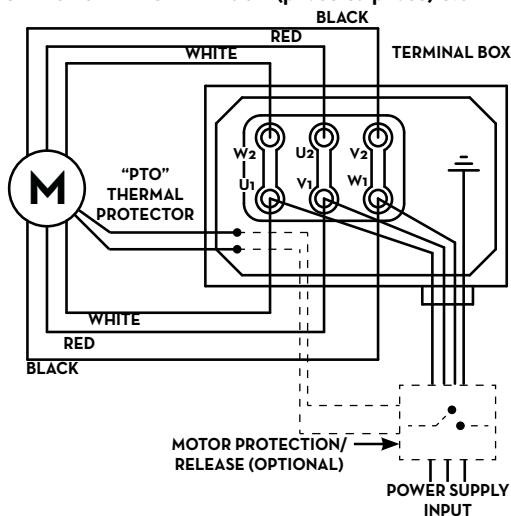 BLACK
RED
WHITE
TERMINAL BOX
W2 U2 V2
U1 V1 W1
M
"PTO"
THERMAL
PROTECTOR
WHITE
RED
BLACK
MOTOR PROTECTION/
RELEASE (OPTIONAL)
POWER SUPPLY
INPUT